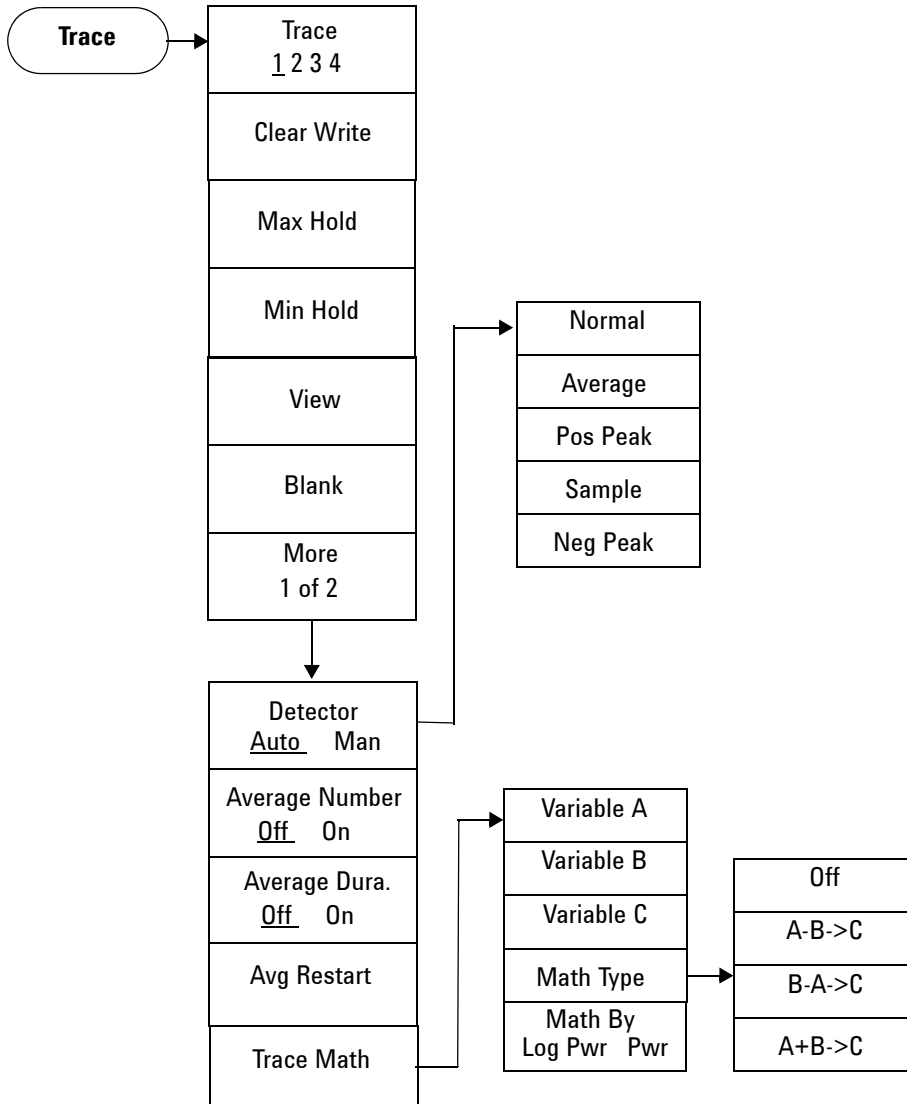 Trace
Trace
1 2 3 4
Clear Write
Max Hold
Min Hold
View
Blank
More
1 of 2
Normal
Average
Pos Peak
Sample
Neg Peak
Detector
Auto Man
Average Number
Off On
Average Dura.
Off On
Avg Restart
Trace Math
Variable A
Variable B
Variable C
Math Type
Math By
Log Pwr Pwr
Off
A-B->C
B-A->C
A+B->C